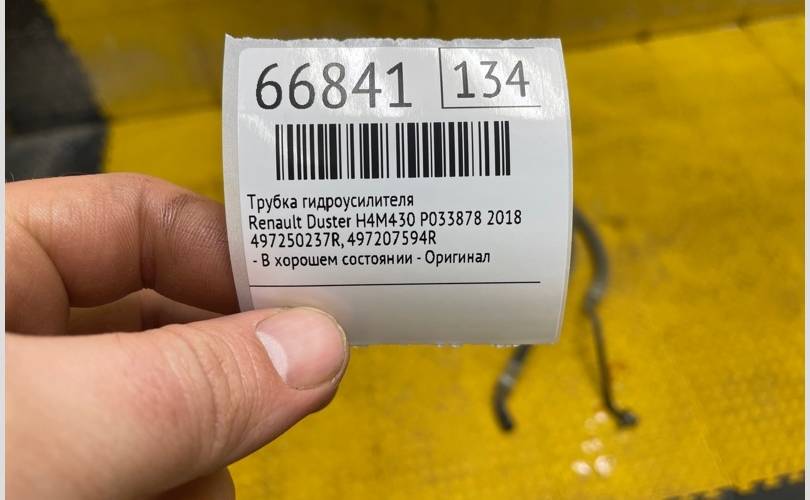 66841 134
Трубка гидроусилителя
Renault Duster H4M430 P033878 2018
497250237R, 497207594R
- В хорошем состоянии - Оригинал